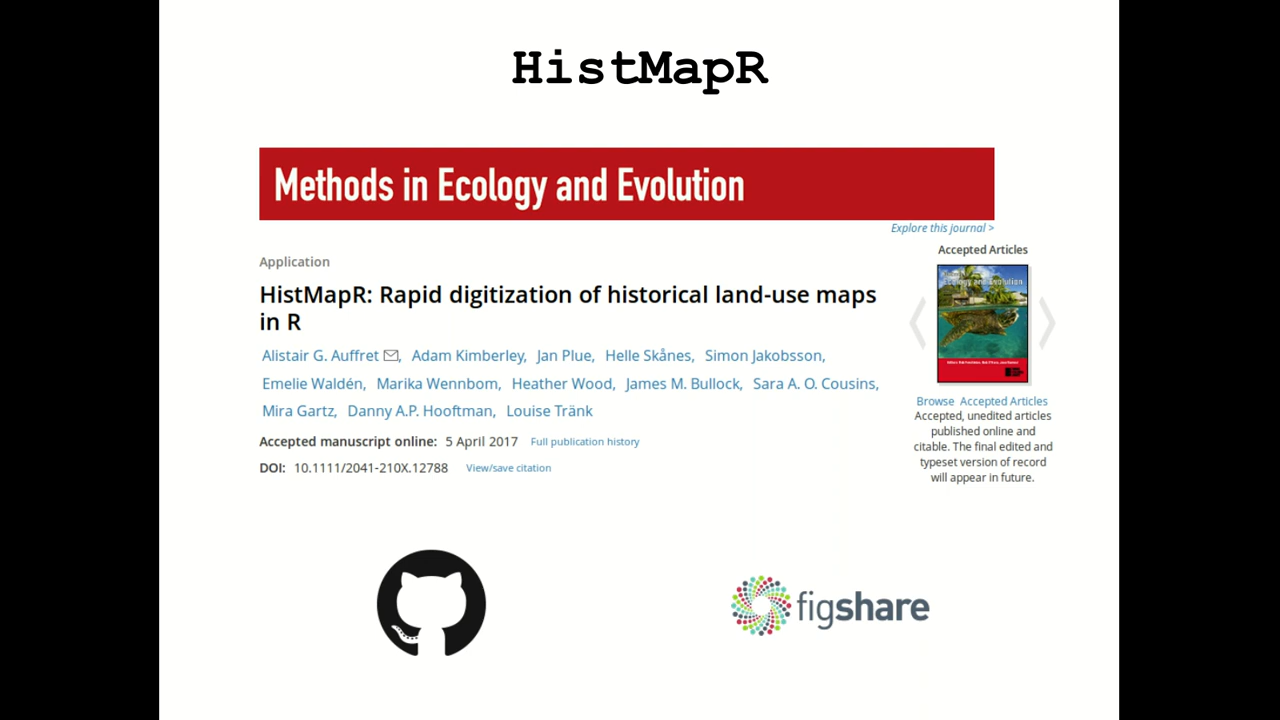 HistMapR
Methods in Ecology and Evolution
Explore this journal >
Application
HistMapR: Rapid digitization of historical land-use maps
in R
Alistair G. Auffret, Adam Kimberley, Jan Plue, Helle Skånes, Simon Jakobsson,
Emelie Waldén, Marika Wennbom, Heather Wood, James M. Bullock, Sara A. O. Cousins,
Mira Gartz, Danny A.P. Hooftman, Louise Tränk
Accepted manuscript online: 5 April 2017 Full publication history
DOI: 10.1111/2041-210X.12788 View/save citation
Accepted Articles
Ecology and Evolution
Browse Accepted Articles
Accepted, unedited articles
published online and
citable. The final edited and
typeset version of record
will appear in future.
figshare